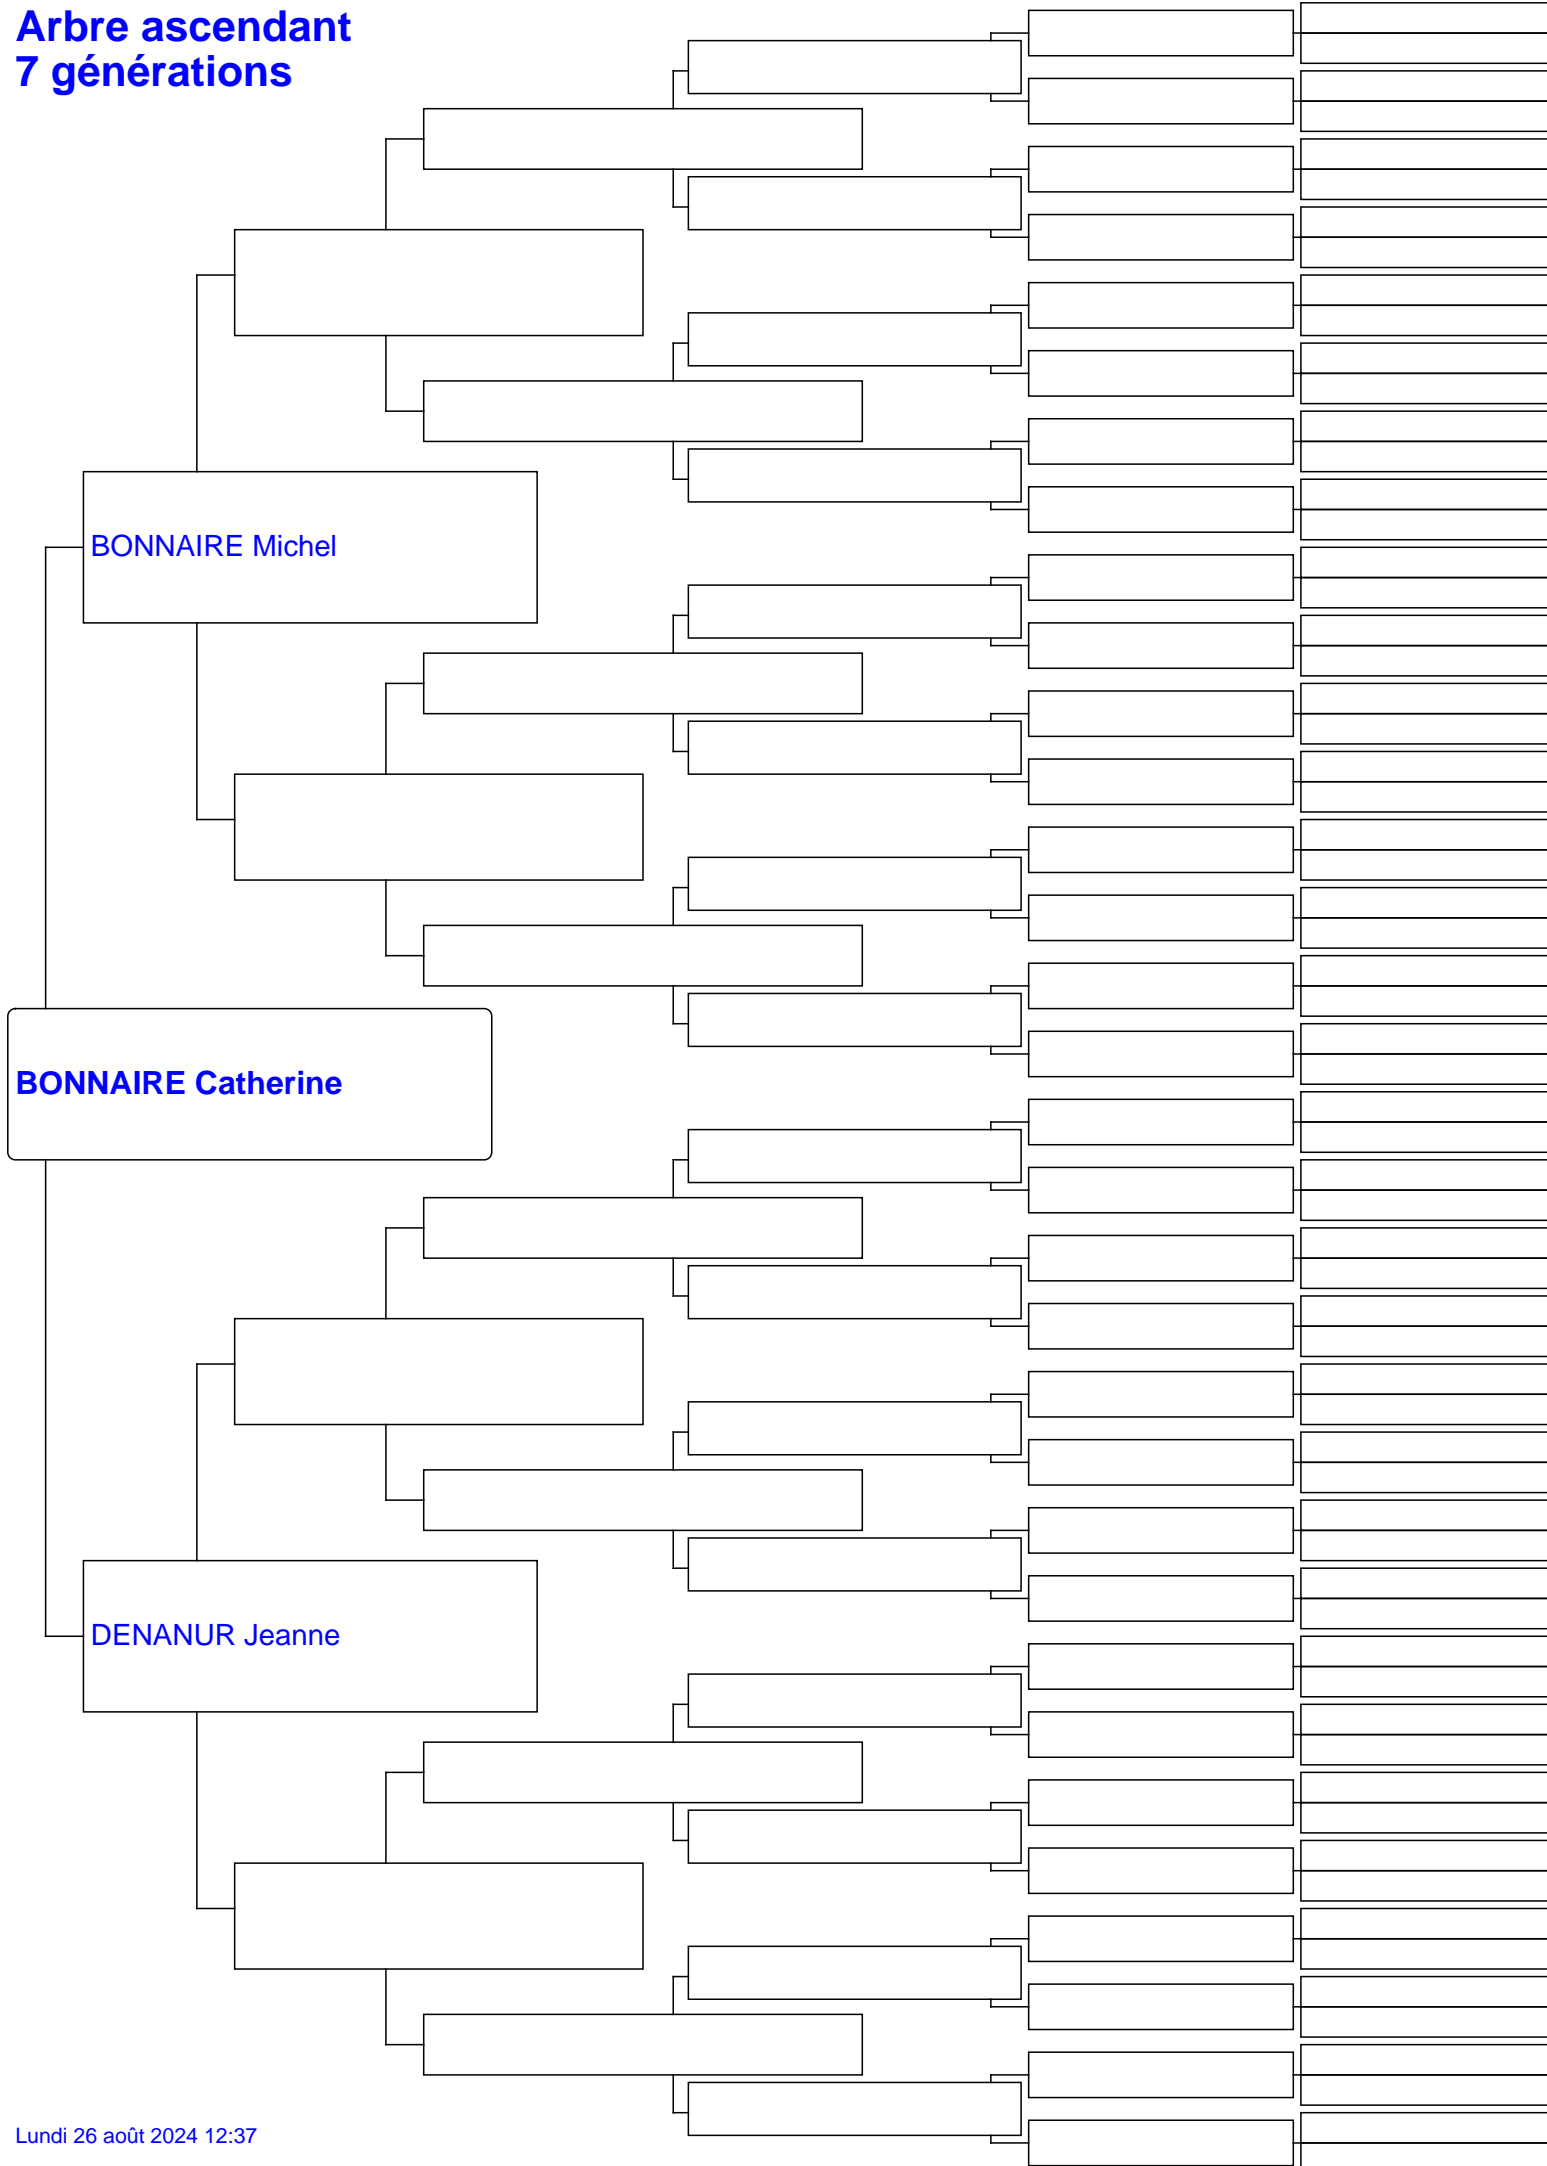 Arbre ascendant
7 générations
BONNAIRE Michel
BONNAIRE Catherine
DENANUR Jeanne
Lundi 26 août 2024 12:37